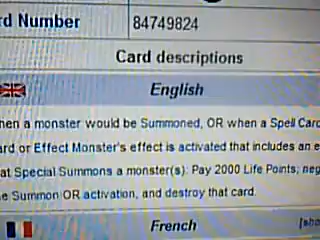 rd Number 84749824
Card descriptions
English
hen a monster would be Summoned, OR when a Spell Card
ard or Effect Monster's effect is activated that includes an e
at Special Summons a monster(s): Pay 2000 Life Points; neg
e Summon OR activation, and destroy that card.
French [sho